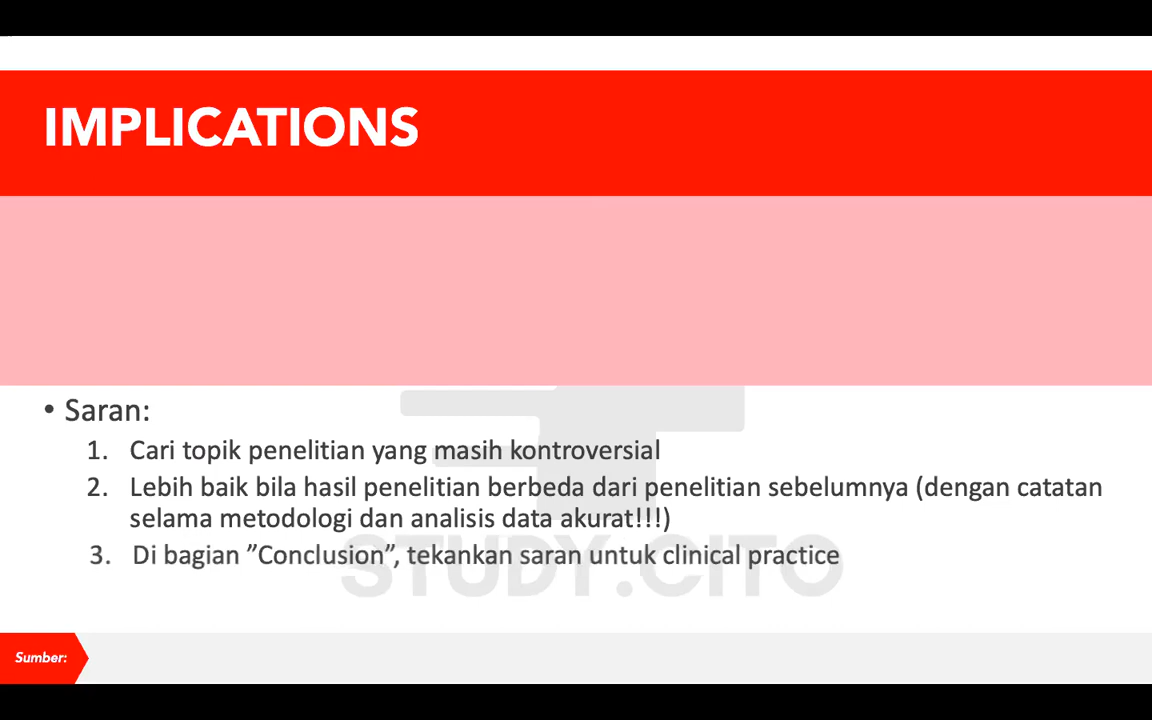 IMPLICATIONS
• Saran:
1. Cari topik penelitian yang masih kontroversial
2. Lebih baik bila hasil penelitian berbeda dari penelitian sebelumnya (dengan catatan
selama metodologi dan analisis data akurat!!!)
3. Di bagian ”Conclusion”, tekankan saran untuk clinical practice
STUDY.CITO
Sumber: